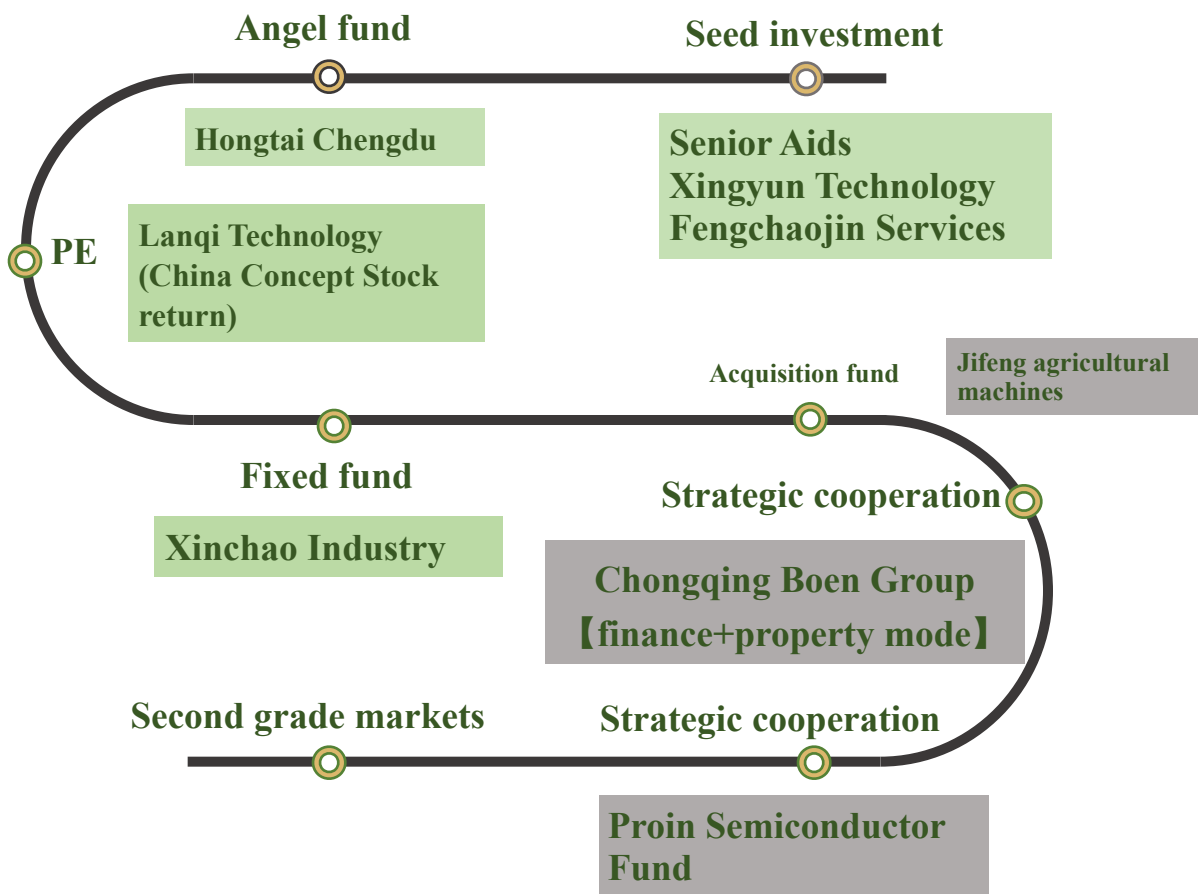 Angel fund
Seed investment
Hongtai Chengdu
Senior Aids
Xingyun Technology
Fengchaojin Services
PE
Lanqi Technology
(China Concept Stock
return)
Acquisition fund
Jifeng agricultural
machines
Fixed fund
Strategic cooperation
Xinchao Industry
Chongqing Boen Group
【finance+property mode】
Second grade markets
Strategic cooperation
Proin Semiconductor
Fund